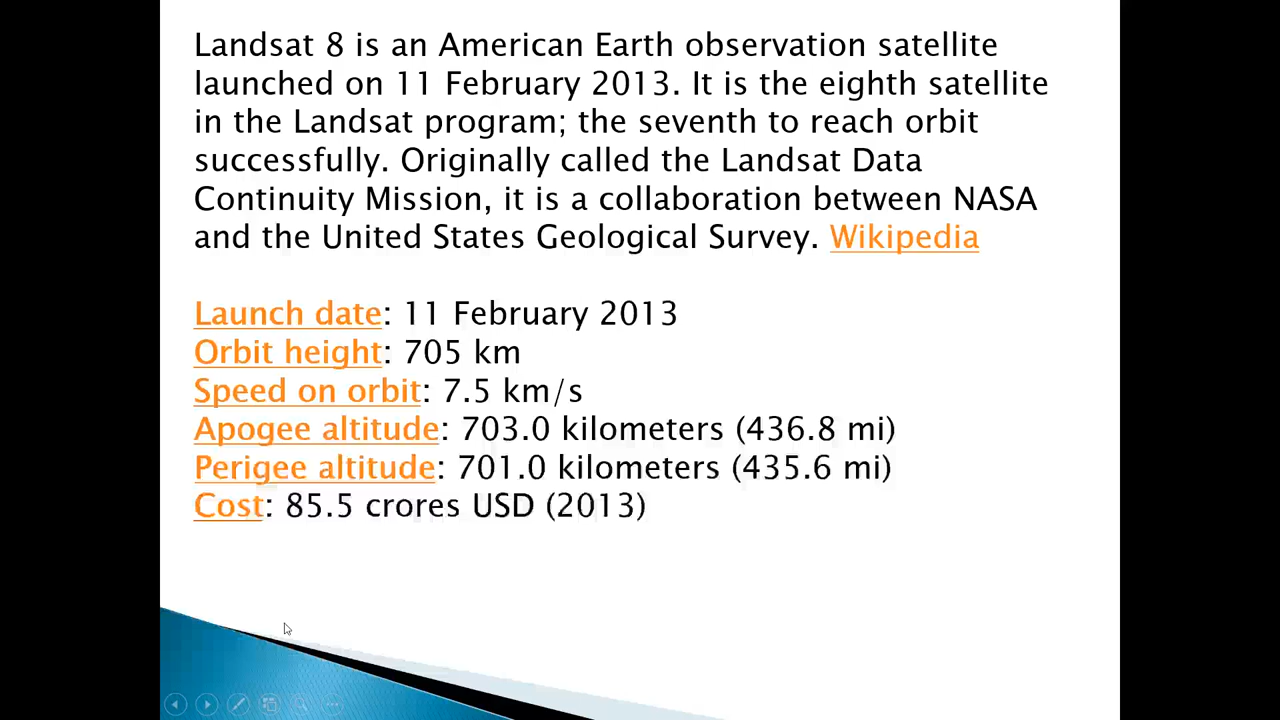 Landsat 8 is an American Earth observation satellite
launched on 11 February 2013. It is the eighth satellite
in the Landsat program; the seventh to reach orbit
successfully. Originally called the Landsat Data
Continuity Mission, it is a collaboration between NASA
and the United States Geological Survey. Wikipedia
Launch date: 11 February 2013
Orbit height: 705 km
Speed on orbit: 7.5 km/s
Apogee altitude: 703.0 kilometers (436.8 mi)
Perigee altitude: 701.0 kilometers (435.6 mi)
Cost: 85.5 crores USD (2013)